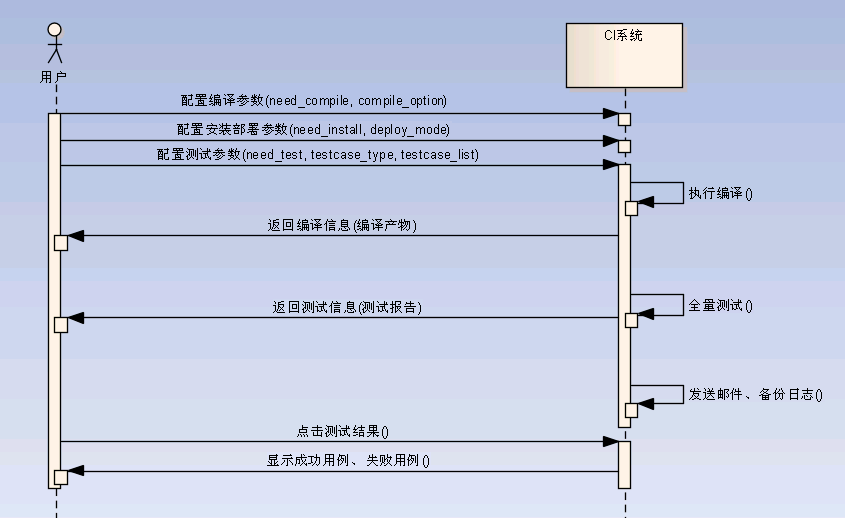 CI系统
用户
配置编译参数(need_compile, compile_option)
配置安装部署参数(need_install, deploy_mode)
配置测试参数(need_test, testcase_type, testcase_list)
执行编译()
返回编译信息(编译产物)
全量测试()
返回测试信息(测试报告)
发送邮件、备份日志()
点击测试结果()
显示成功用例、失败用例()